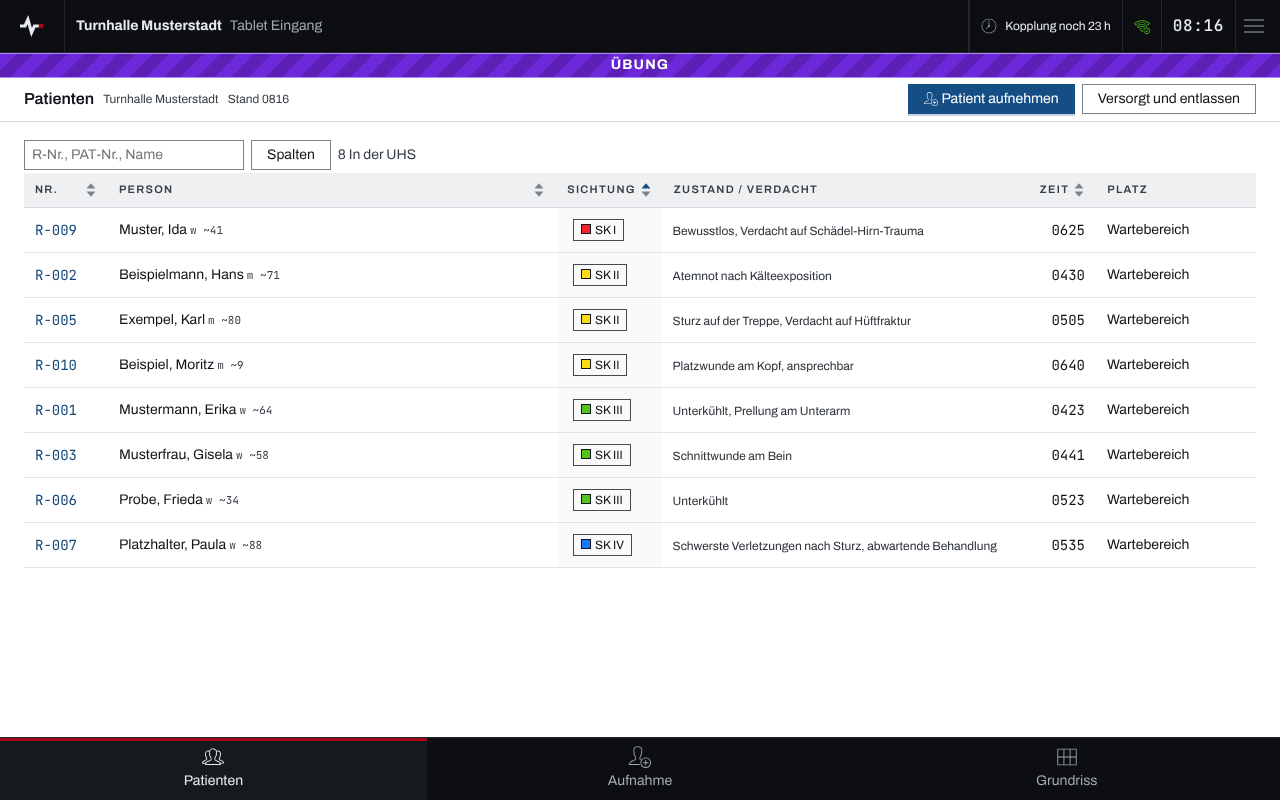 Turnhalle Musterstadt Tablet Eingang Kopplung noch 23 h 08:16
ÜBUNG
Patienten Turnhalle Musterstadt Stand 0816 Patient aufnehmen Versorgt und entlassen
R-Nr., PAT-Nr., Name Spalten 8 In der UHS
NR. PERSON SICHTUNG ZUSTAND / VERDACHT ZEIT PLATZ
R-009 Muster, Ida w ~41 SK I Bewusstlos, Verdacht auf Schädel-Hirn-Trauma 0625 Wartebereich
R-002 Beispielmann, Hans m ~71 SK II Atemnot nach Kälteexposition 0430 Wartebereich
R-005 Exempel, Karl m ~80 SK II Sturz auf der Treppe, Verdacht auf Hüftfraktur 0505 Wartebereich
R-010 Beispiel, Moritz m ~9 SK II Platzwunde am Kopf, ansprechbar 0640 Wartebereich
R-001 Mustermann, Erika w ~64 SK III Unterkühlt, Prellung am Unterarm 0423 Wartebereich
R-003 Musterfrau, Gisela w ~58 SK III Schnittwunde am Bein 0441 Wartebereich
R-006 Probe, Frieda w ~34 SK III Unterkühlt 0523 Wartebereich
R-007 Platzhalter, Paula w ~88 SK IV Schwerste Verletzungen nach Sturz, abwartende Behandlung 0535 Wartebereich
Patienten Aufnahme Grundriss